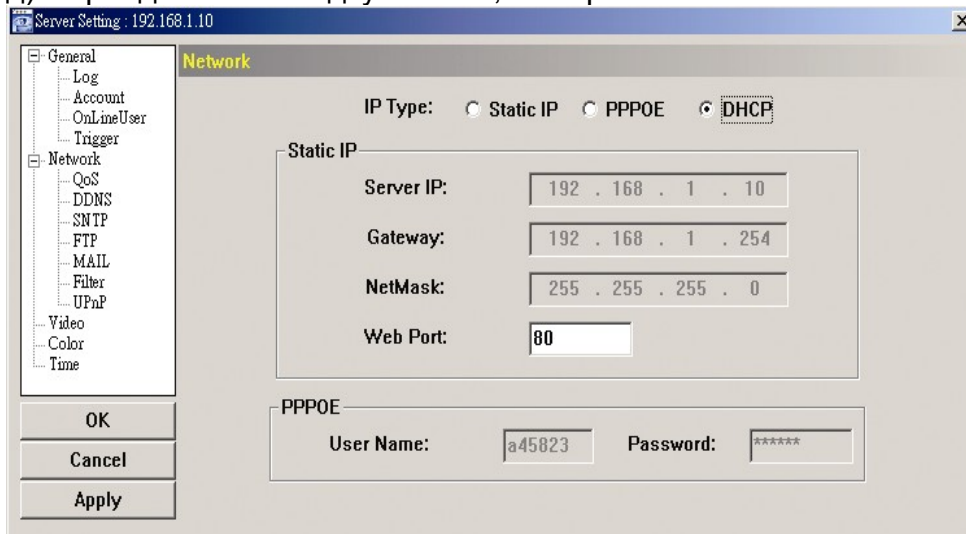 Server Setting : 192.168.1.10
General
Log
Account
OnLineUser
Trigger
Network
QoS
DDNS
SNTP
FTP
MAIL
Filter
UPnP
Video
Color
Time
OK
Cancel
Apply
Network
IP Type: Static IP PPPOE DHCP
Static IP
Server IP: 192 . 168 . 1 . 10
Gateway: 192 . 168 . 1 . 254
NetMask: 255 . 255 . 255 . 0
Web Port: 80
PPPOE
User Name: a45823 Password: ******